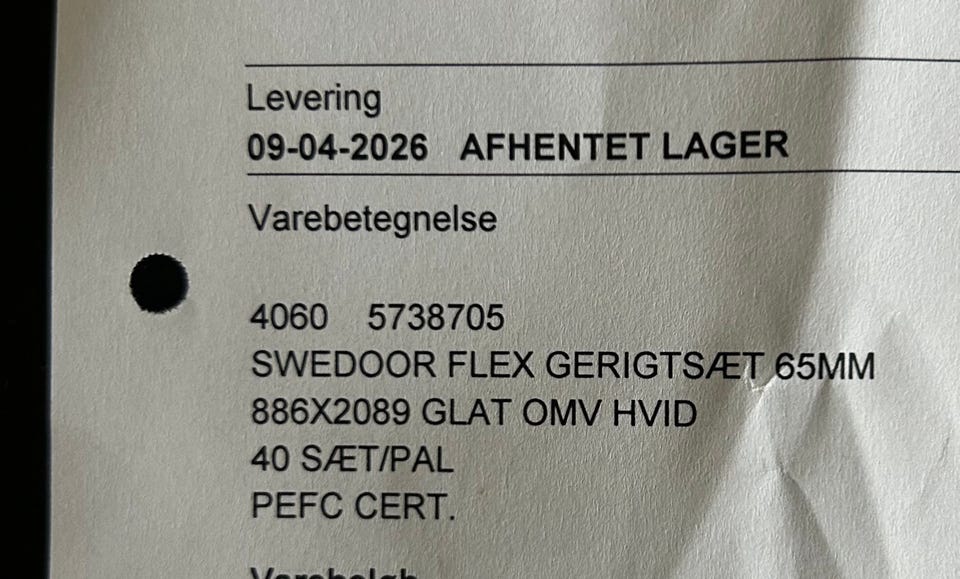 Levering
09-04-2026 AFHENTET LAGER
Varebetegnelse
4060 5738705
SWEDOOR FLEX GERIGTSÆT 65MM
886X2089 GLAT OMV HVID
40 SÆT/PAL
PEFC CERT.
Varebeløb